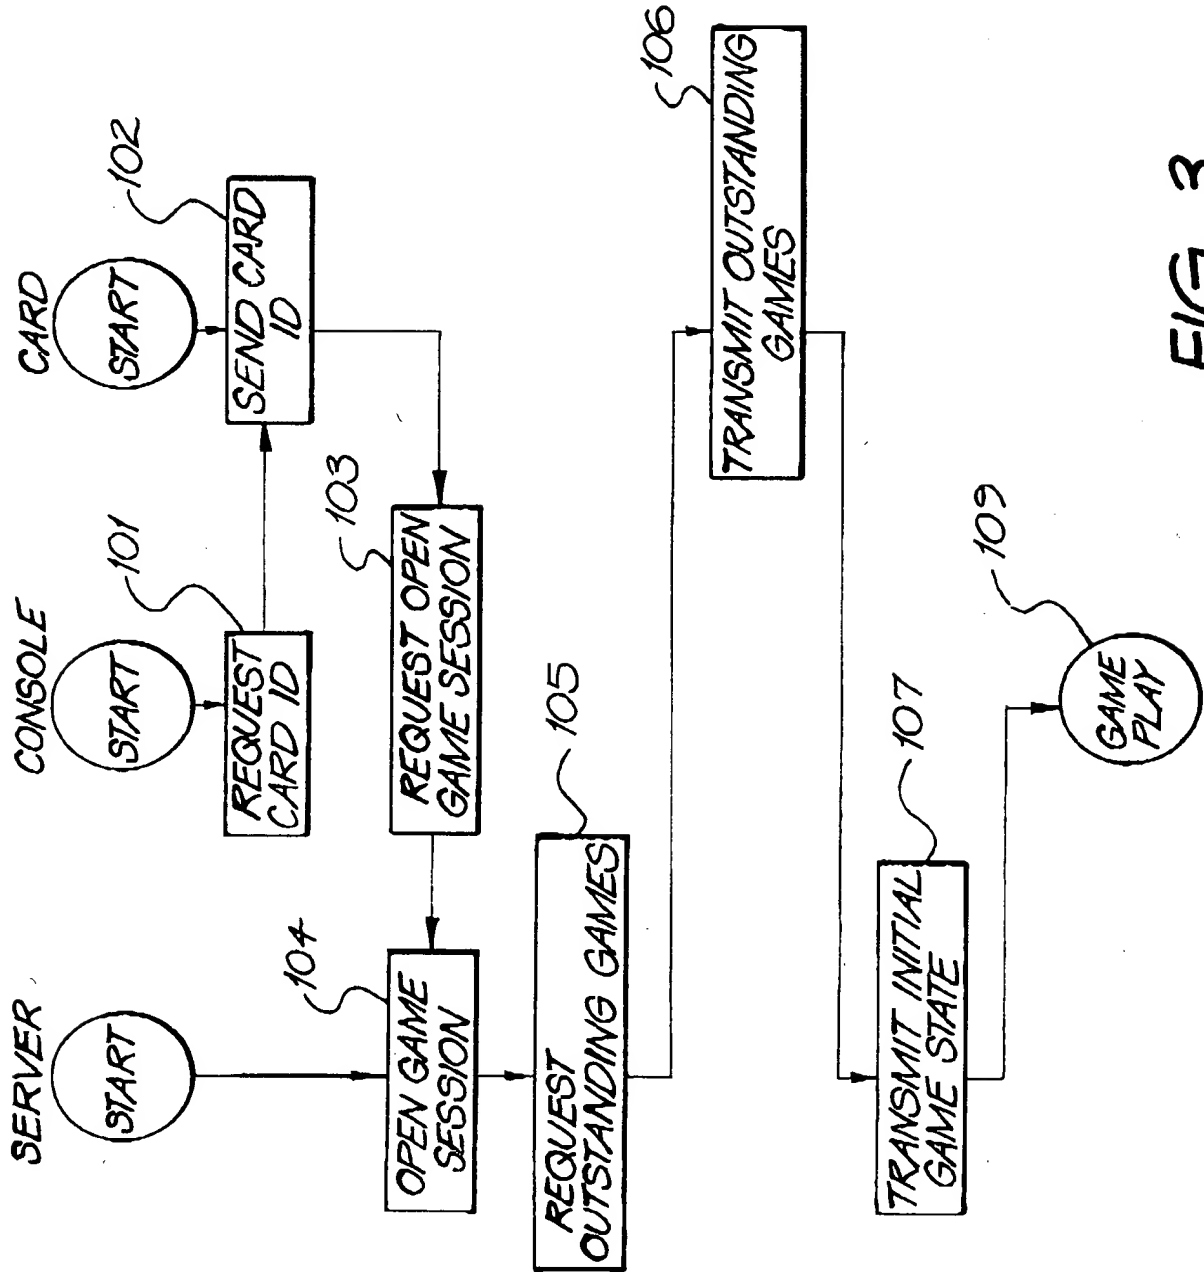 SERVER
CONSOLE
CARD
START
START
START
101
REQUEST
CARD ID
102
SEND CARD
ID
103
REQUEST OPEN
GAME SESSION
104
OPEN GAME
SESSION
105
REQUEST
OUTSTANDING GAMES
106
TRANSMIT OUTSTANDING
GAMES
107
TRANSMIT INITIAL
GAME STATE
109
GAME
PLAY
FIG. 3